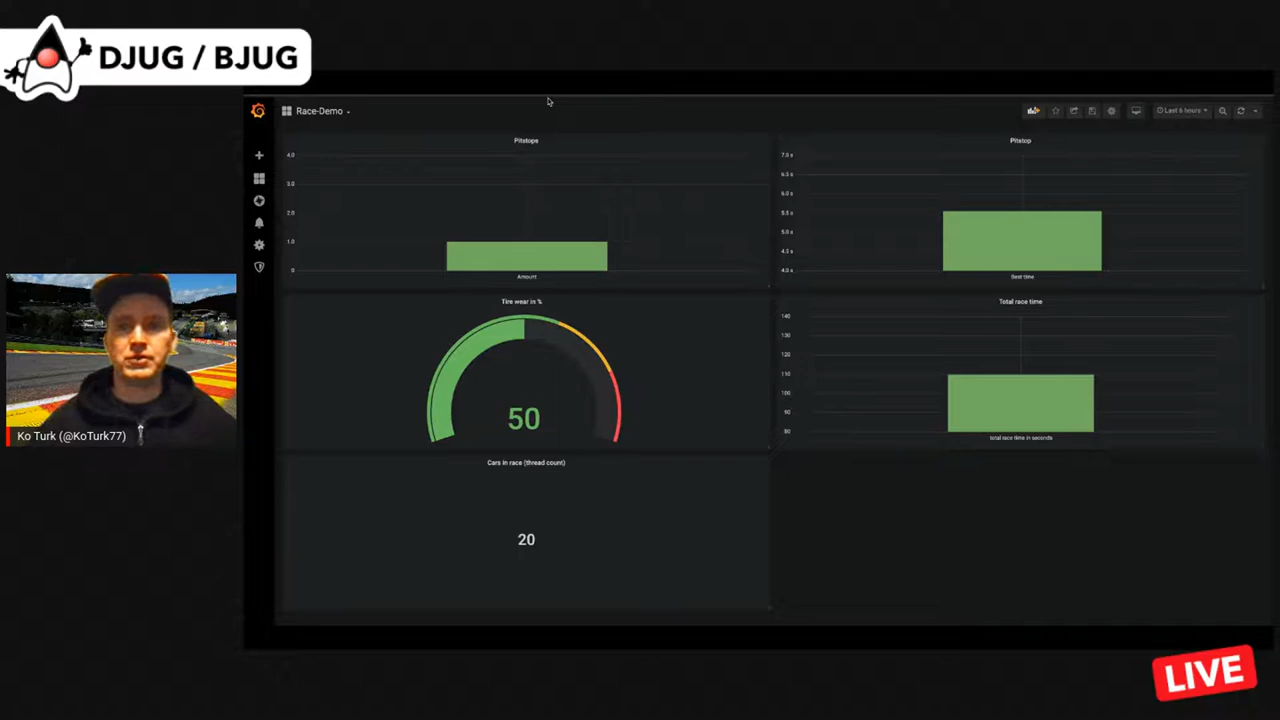 DJUG / BJUG
Race-Demo
Last 6 hours
Pitstops
4.0
3.0
2.0
1.0
0
Amount
Pitstop
7.0 s
6.5 s
6.0 s
5.5 s
5.0 s
4.5 s
4.0 s
Best time
Tire wear in %
50
Total race time
140
130
120
110
100
90
80
total race time in seconds
Ko Turk (@KoTurk77)
Cars in race (thread count)
20
LIVE